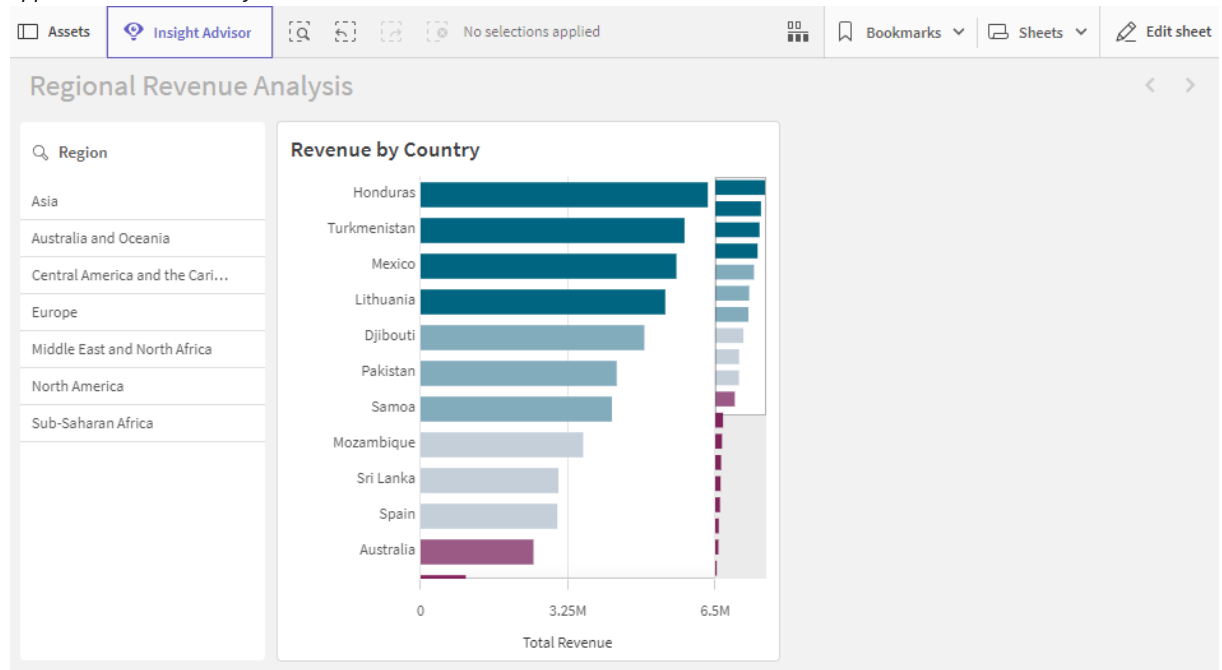 Assets
Insight Advisor
No selections applied
Bookmarks
Sheets
Edit sheet
Regional Revenue Analysis
Region
Asia
Australia and Oceania
Central America and the Cari...
Europe
Middle East and North Africa
North America
Sub-Saharan Africa
Revenue by Country
Honduras
Turkmenistan
Mexico
Lithuania
Djibouti
Pakistan
Samoa
Mozambique
Sri Lanka
Spain
Australia
0 3.25M 6.5M
Total Revenue